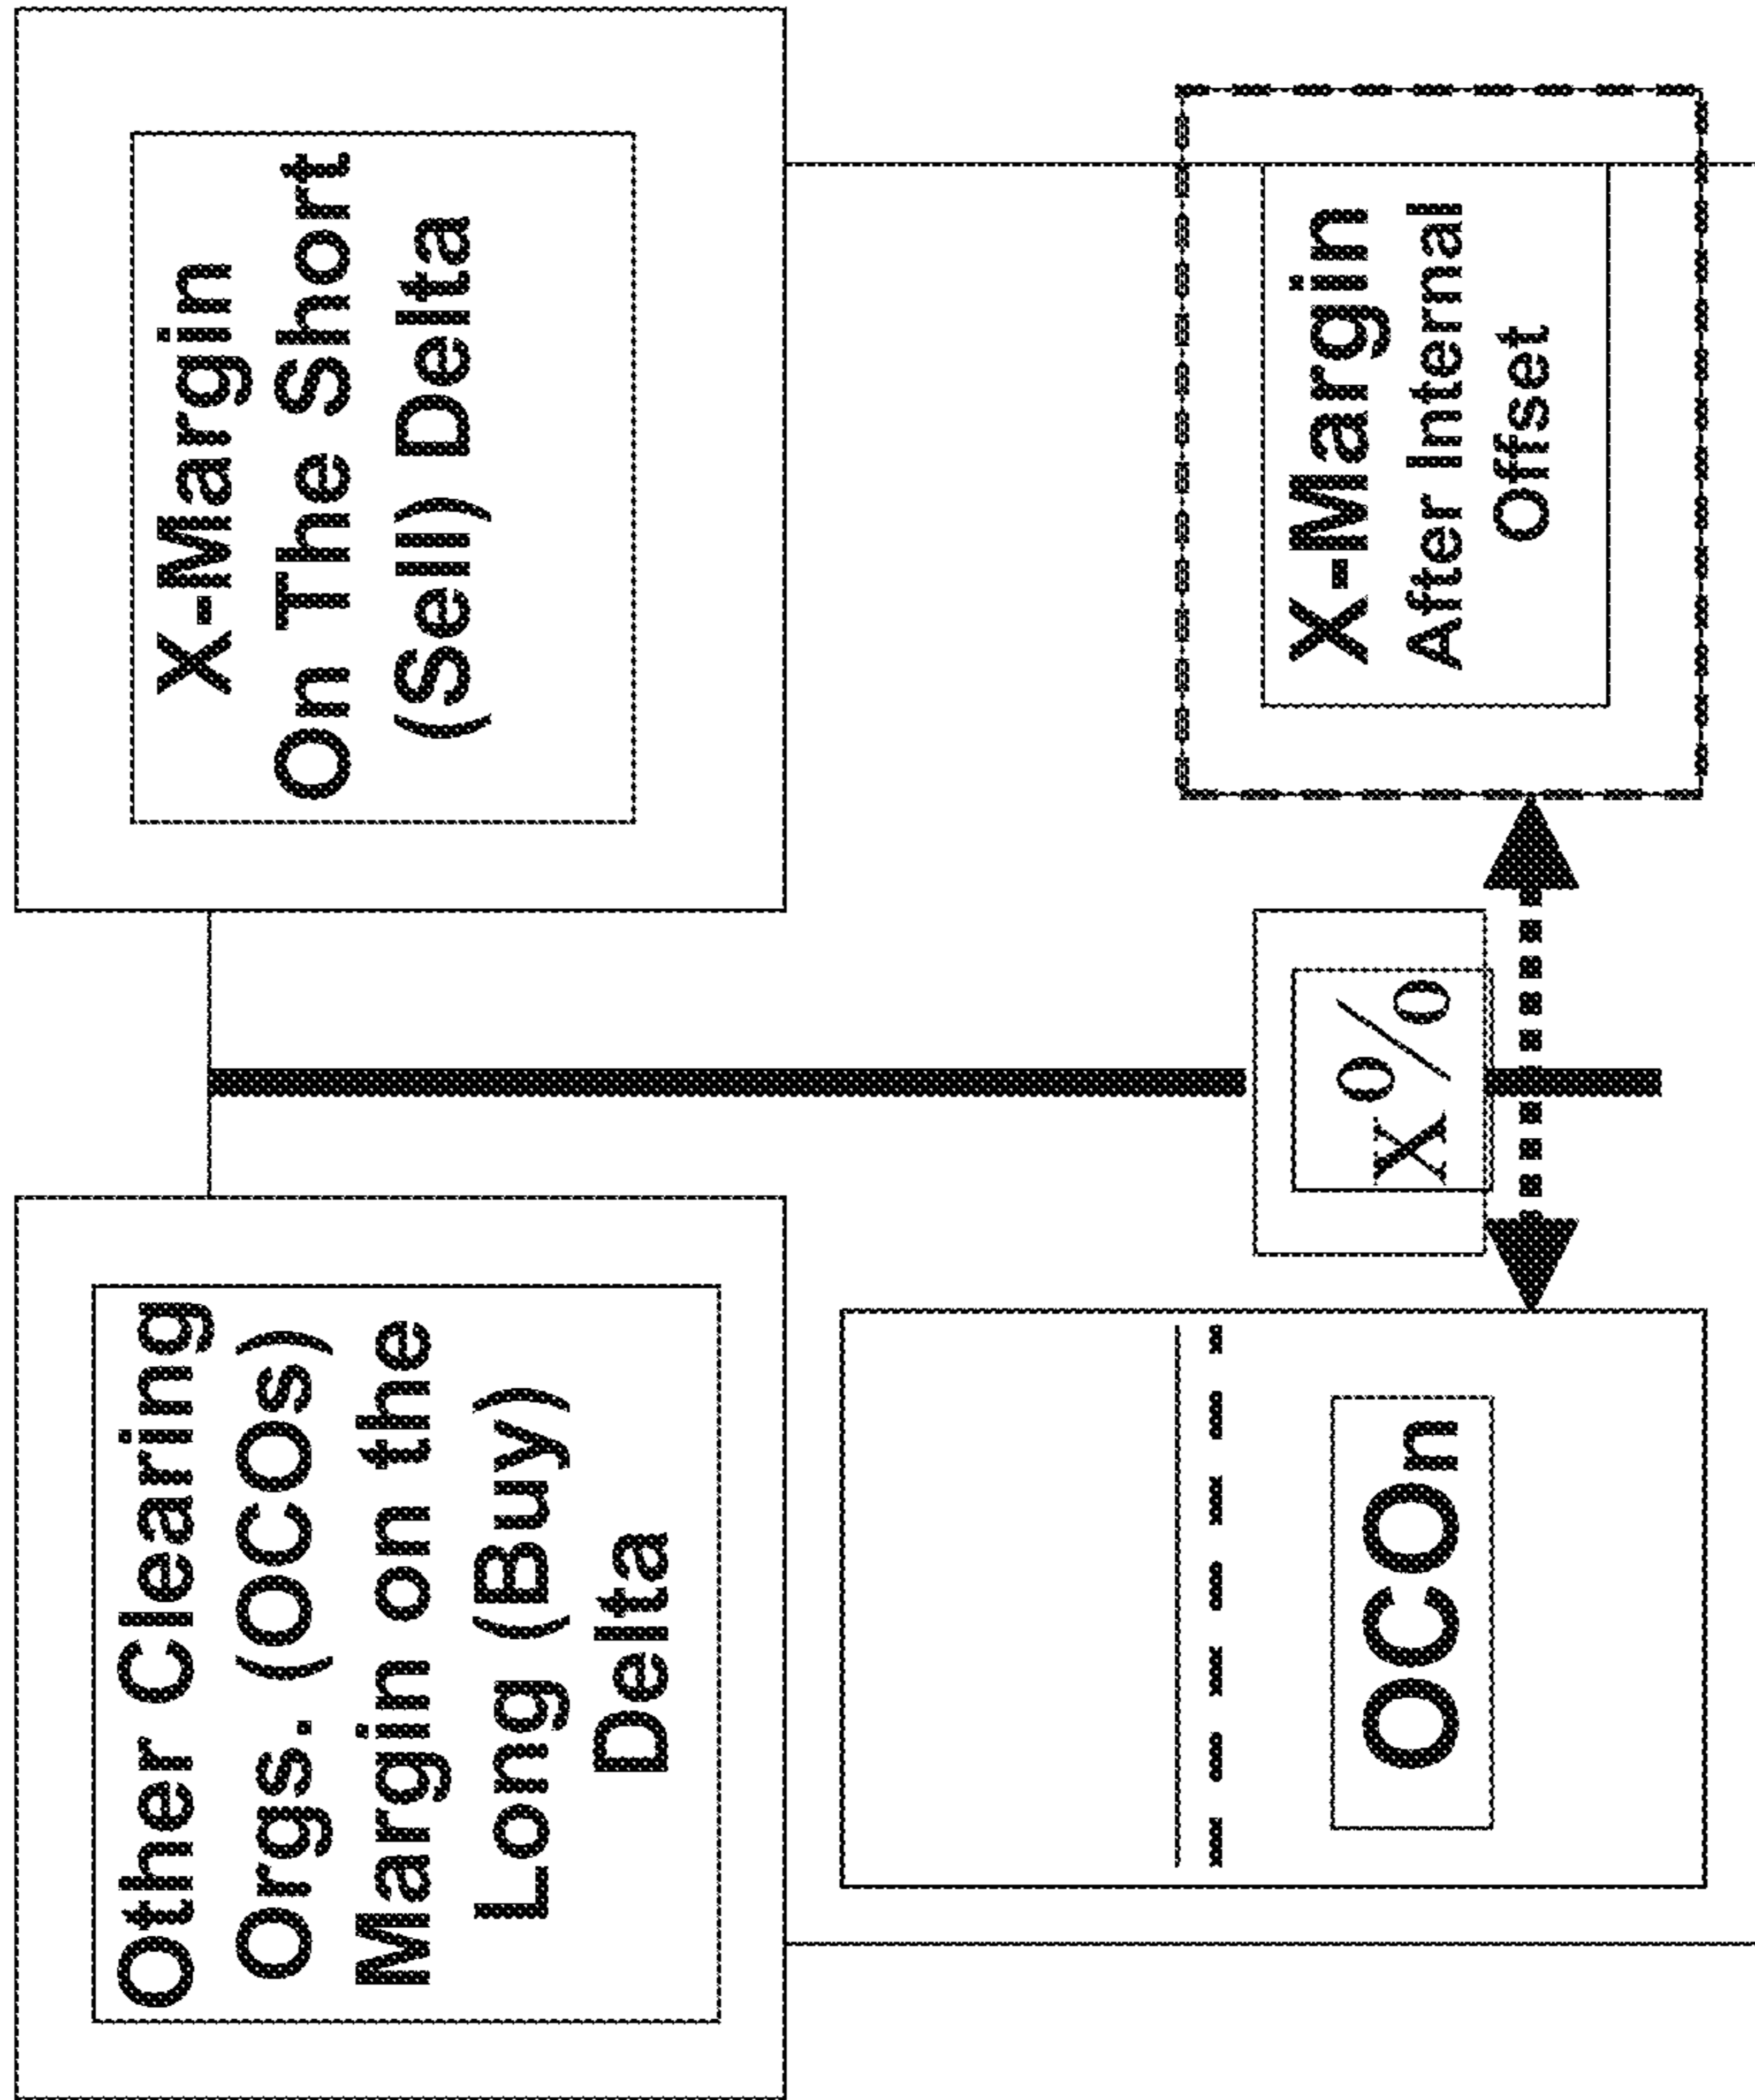 Other Clearing
Orgs. (OCOs)
Margin on the
Long (Buy)
Delta
X-Margin
On The Short
(Sell) Delta
OCOn
x%
X-Margin
After Internal
Offset